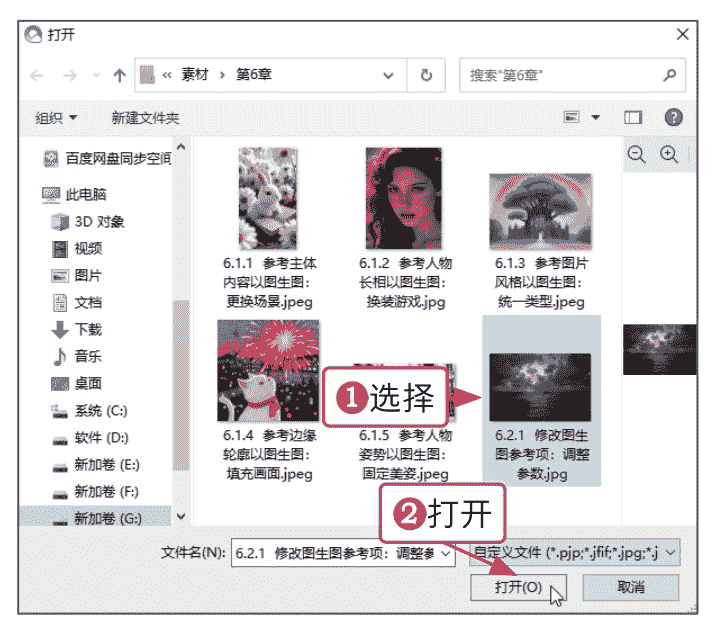 打开
« 素材 › 第6章
搜索"第6章"
组织
新建文件夹
百度网盘同步空间
此电脑
3D 对象
视频
图片
文档
下载
音乐
桌面
系统 (C:)
软件 (D:)
新加卷 (E:)
新加卷 (F:)
新加卷 (G:)
6.1.1 参考主体
内容以图生图:
更换场景.jpeg
6.1.2 参考人物
长相以图生图:
换装游戏.jpg
6.1.3 参考图片
风格以图生图:
统一类型.jpeg
6.1.4 参考边缘
轮廓以图生图:
填充画面.jpeg
6.1.5 参考人物
姿势以图生图:
固定美姿.jpeg
6.2.1 修改图生
图参考项: 调整
参数.jpg
❶选择
❷打开
文件名(N):
6.2.1 修改图生图参考项: 调整参
自定义文件 (*.pjp;*.jfif;*.jpg;*.j
打开(O)
取消